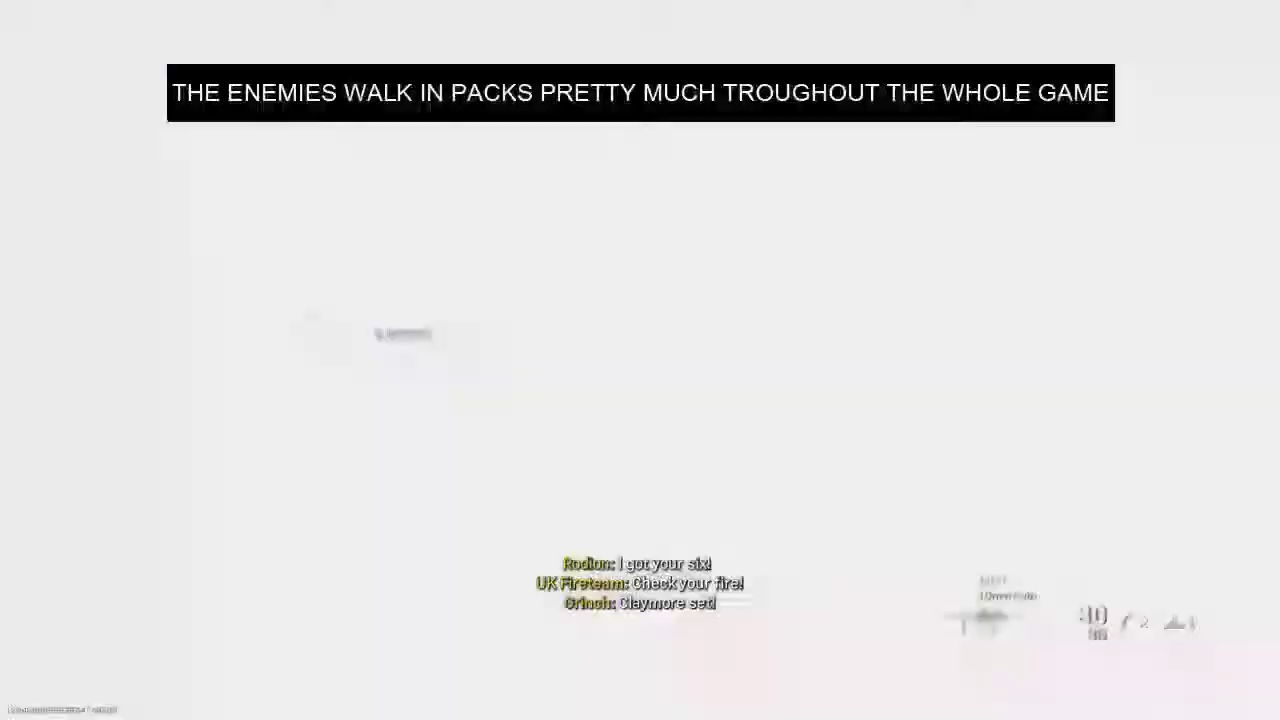 THE ENEMIES WALK IN PACKS PRETTY MUCH TROUGHOUT THE WHOLE GAME
Rodion: I got your six!
UK Fireteam: Check your fire!
Grinch: Claymore set!
30